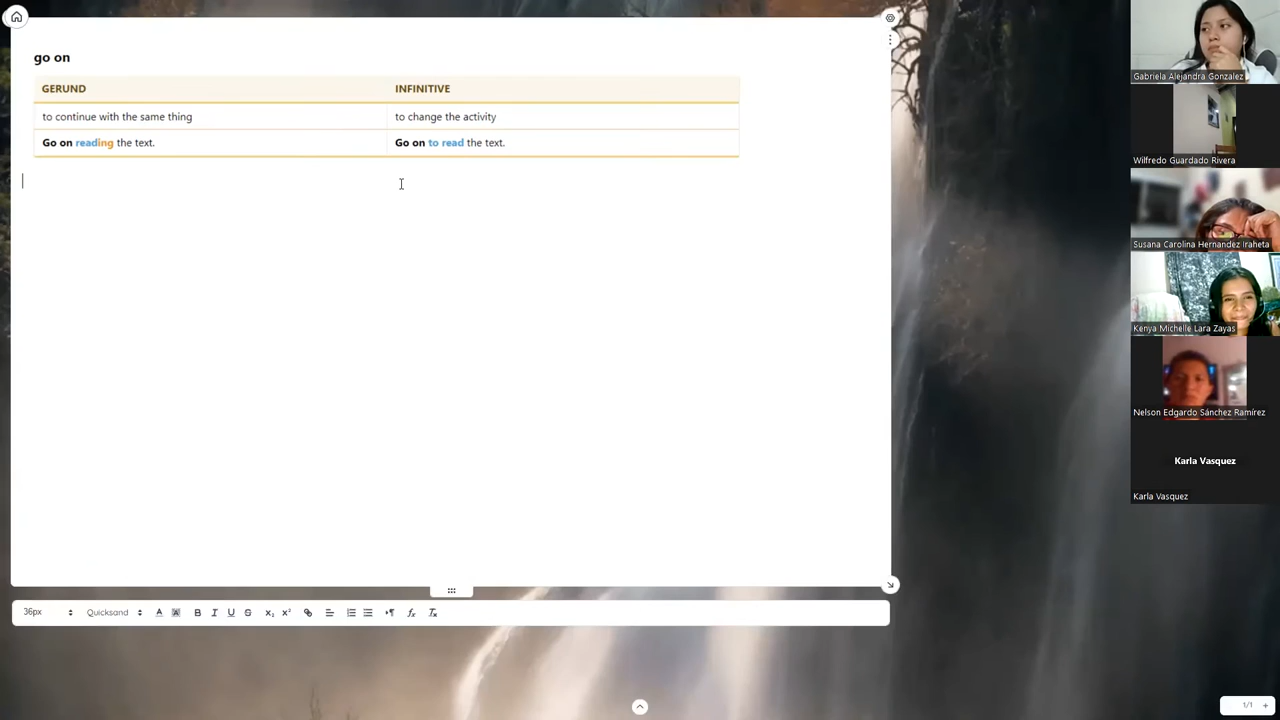 go on
GERUND INFINITIVE
to continue with the same thing to change the activity
Go on reading the text. Go on to read the text.
36px Quicksand
1/1
Gabriela Alejandra Gonzalez
Wilfredo Guardado Rivera
Susana Carolina Hernandez Iraheta
Kenya Michelle Lara Zayas
Nelson Edgardo Sánchez Ramírez
Karla Vasquez
Karla Vasquez